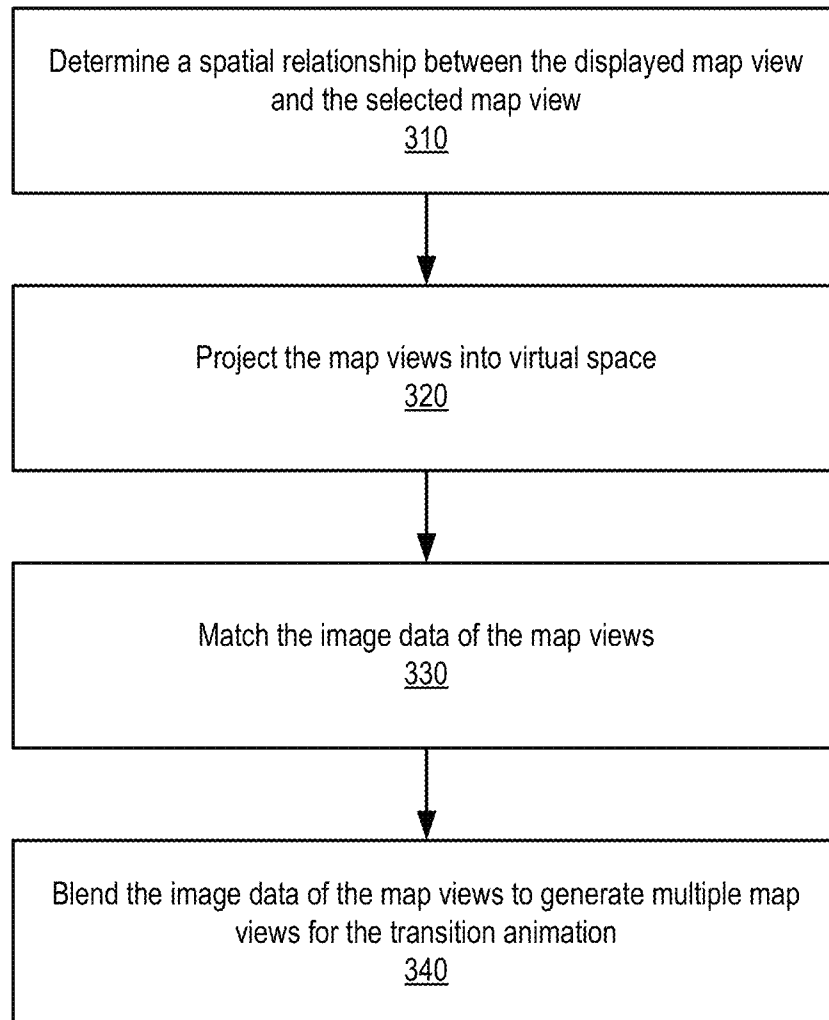 Determine a spatial relationship between the displayed map view
and the selected map view
310
Project the map views into virtual space
320
Match the image data of the map views
330
Blend the image data of the map views to generate multiple map
views for the transition animation
340